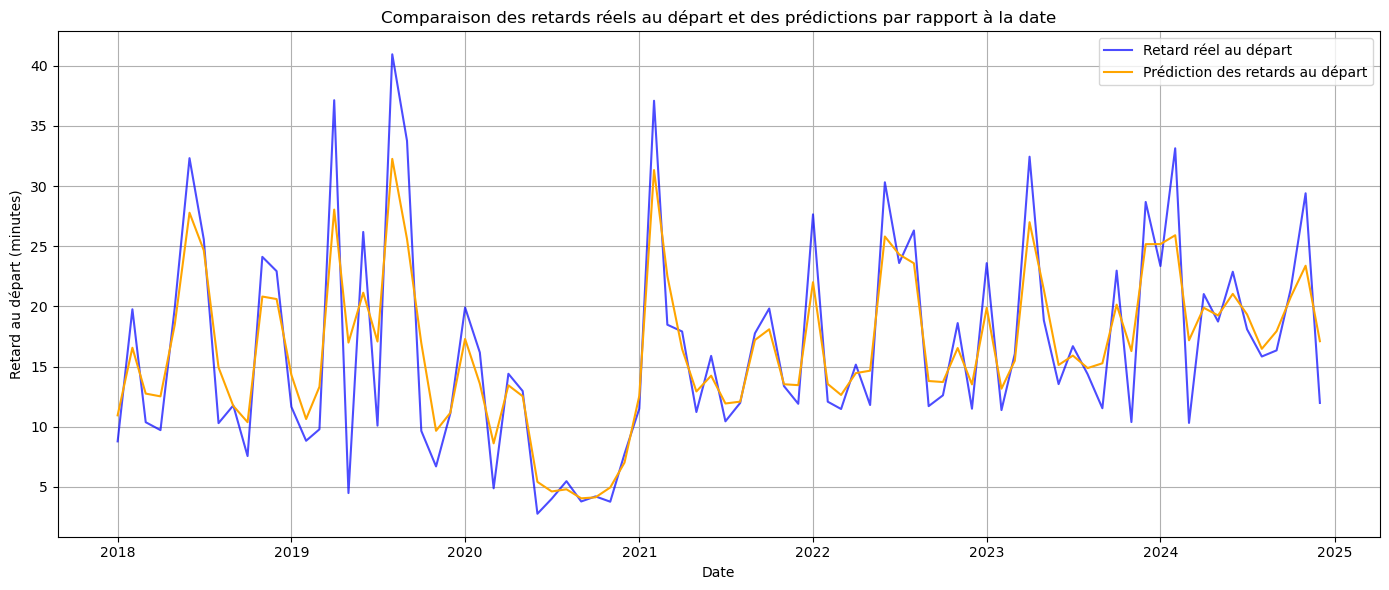 Comparaison des retards réels au départ et des prédictions par rapport à la date
Retard réel au départ
Prédiction des retards au départ
Retard au départ (minutes)
40
35
30
25
20
15
10
5
2018 2019 2020 2021 2022 2023 2024 2025
Date